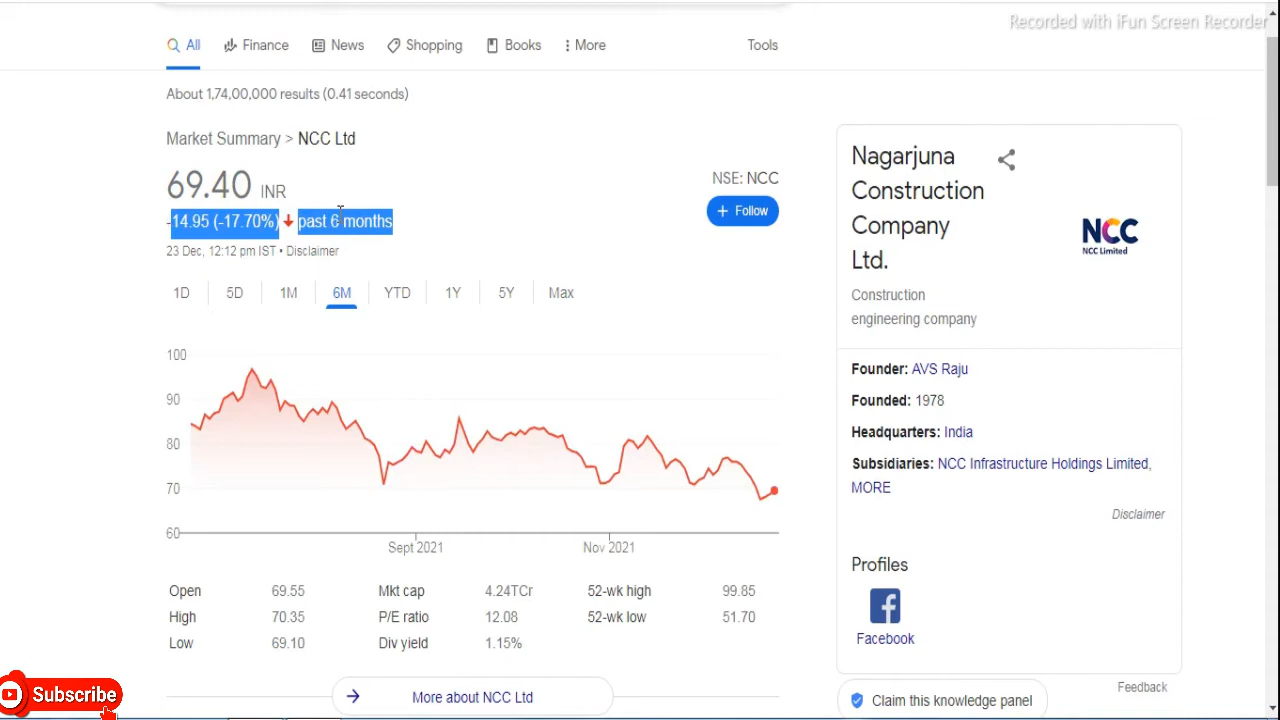 Recorded with iFun Screen Recorder
All Finance News Shopping Books More Tools
About 1,74,00,000 results (0.41 seconds)
Market Summary > NCC Ltd
69.40 INR
-14.95 (-17.70%) past 6 months
23 Dec, 12:12 pm IST • Disclaimer
NSE: NCC
+ Follow
1D 5D 1M 6M YTD 1Y 5Y Max
100
90
80
70
60
Sept 2021 Nov 2021
Open 69.55 Mkt cap 4.24TCr 52-wk high 99.85
High 70.35 P/E ratio 12.08 52-wk low 51.70
Low 69.10 Div yield 1.15%
More about NCC Ltd
Nagarjuna
Construction
Company
Ltd.
NCC
NCC Limited
Construction
engineering company
Founder: AVS Raju
Founded: 1978
Headquarters: India
Subsidiaries: NCC Infrastructure Holdings Limited,
MORE
Disclaimer
Profiles
Facebook
Feedback
Claim this knowledge panel
Subscribe